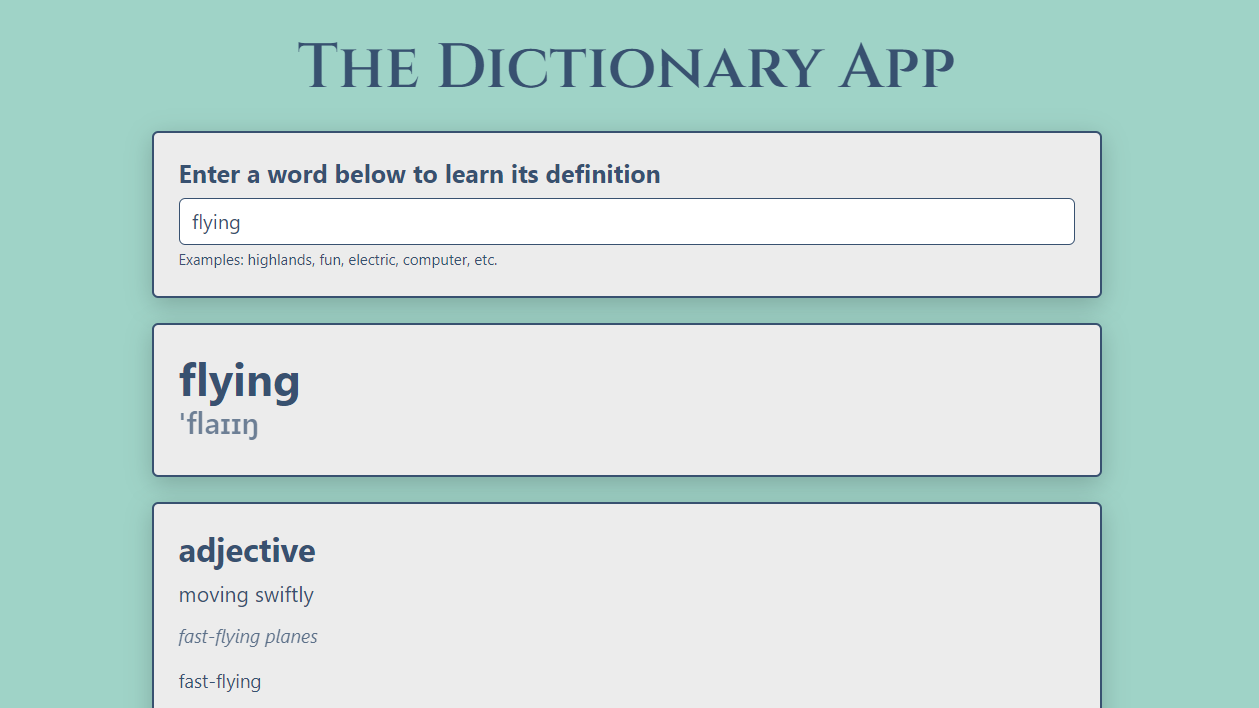 The Dictionary App
Enter a word below to learn its definition
flying
Examples: highlands, fun, electric, computer, etc.
flying
ˈflaɪɪŋ
adjective
moving swiftly
fast-flying planes
fast-flying